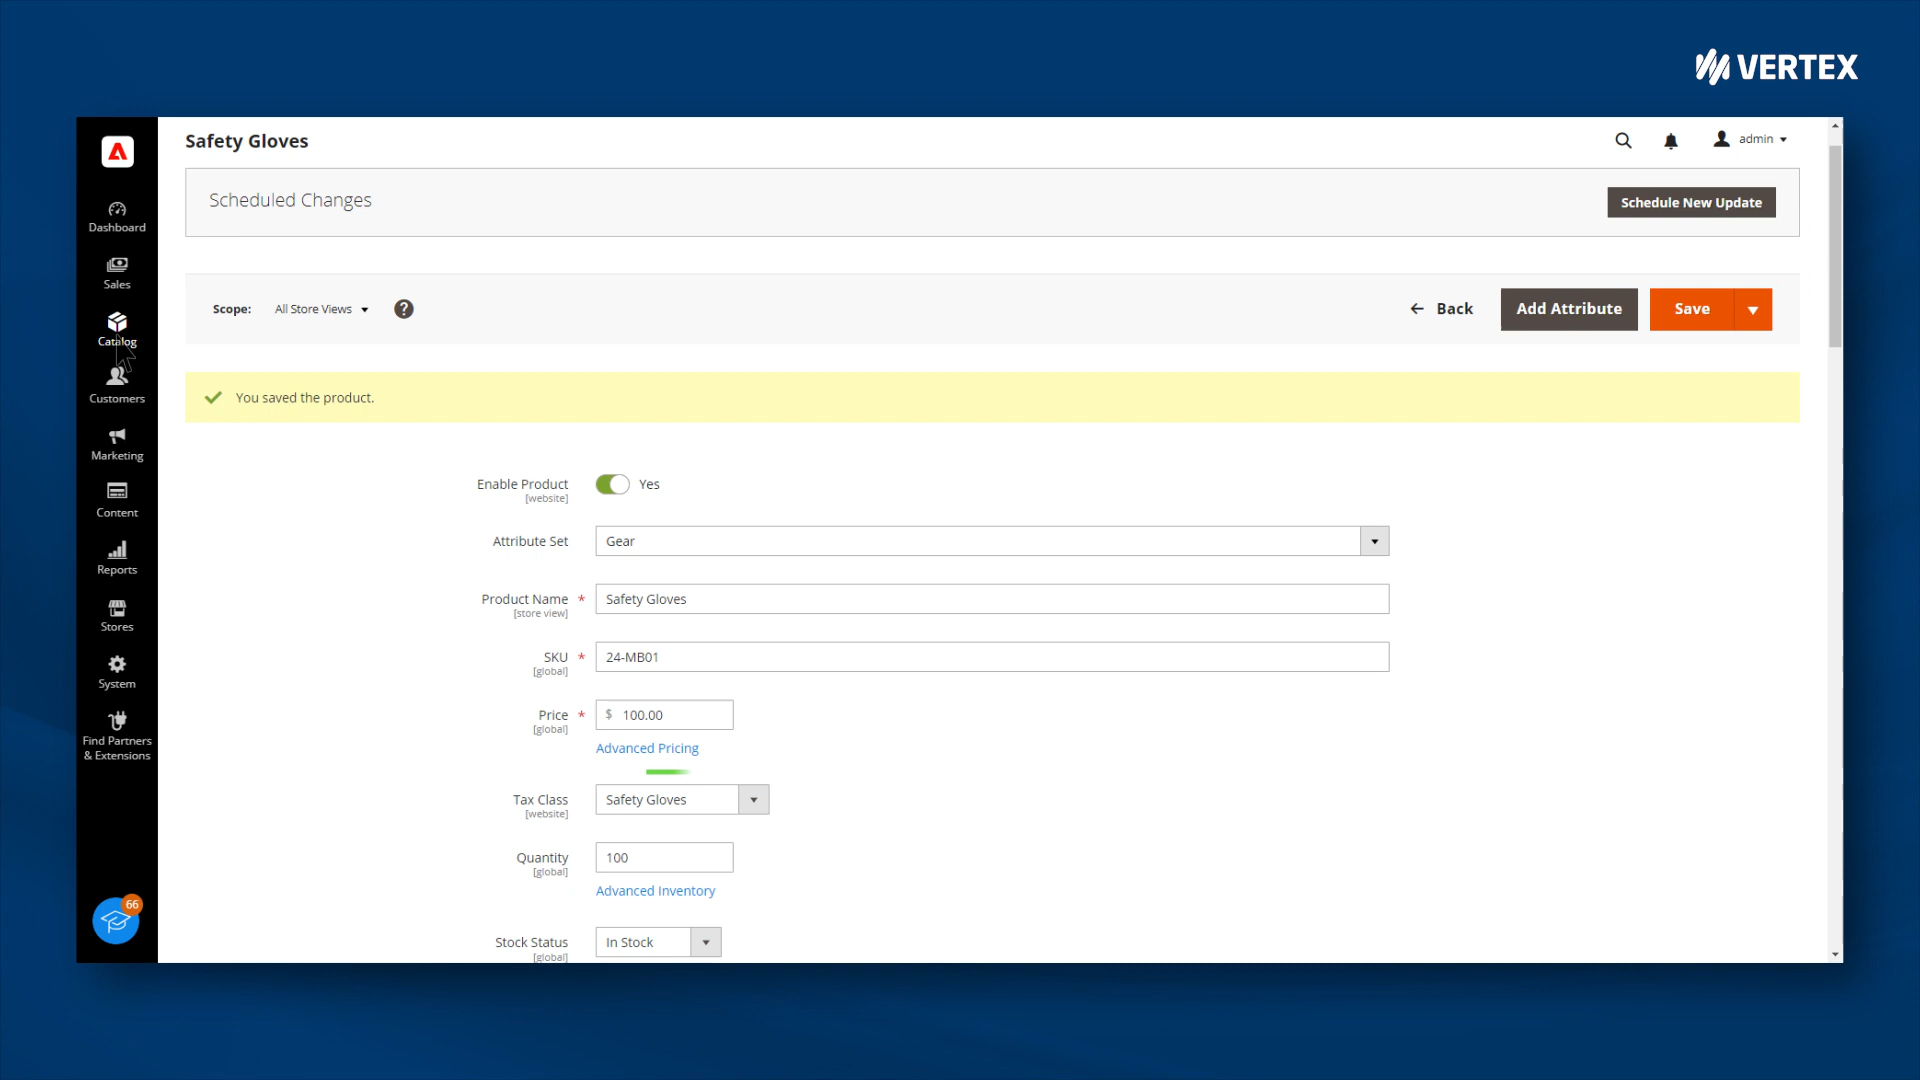 VERTEX
Safety Gloves
admin
Scheduled Changes
Schedule New Update
Dashboard
Sales
Catalog
Customers
Marketing
Content
Reports
Stores
System
Find Partners
& Extensions
66
Scope: All Store Views ?
Back
Add Attribute
Save
You saved the product.
Enable Product
[website]
Yes
Attribute Set
Gear
Product Name *
[store view]
Safety Gloves
SKU *
[global]
24-MB01
Price *
[global]
$ 100.00
Advanced Pricing
Tax Class
[website]
Safety Gloves
Quantity
[global]
100
Advanced Inventory
Stock Status
[global]
In Stock